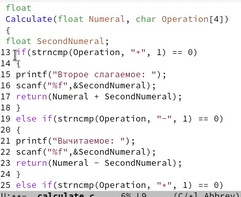 float
Calculate(float Numeral, char Operation[4])
{
float SecondNumeral;
13 if(strncmp(Operation, "+", 1) == 0)
14 {
15 printf("Второе слагаемое: ");
16 scanf("%f",&SecondNumeral);
17 return(Numeral + SecondNumeral);
18 }
19 else if(strncmp(Operation, "-", 1) == 0)
20 {
21 printf("Вычитаемое: ");
22 scanf("%f",&SecondNumeral);
23 return(Numeral - SecondNumeral);
24 }
25 else if(strncmp(Operation, "*", 1) == 0)
calculate.c 6% L9 (C/*l Abbrev)